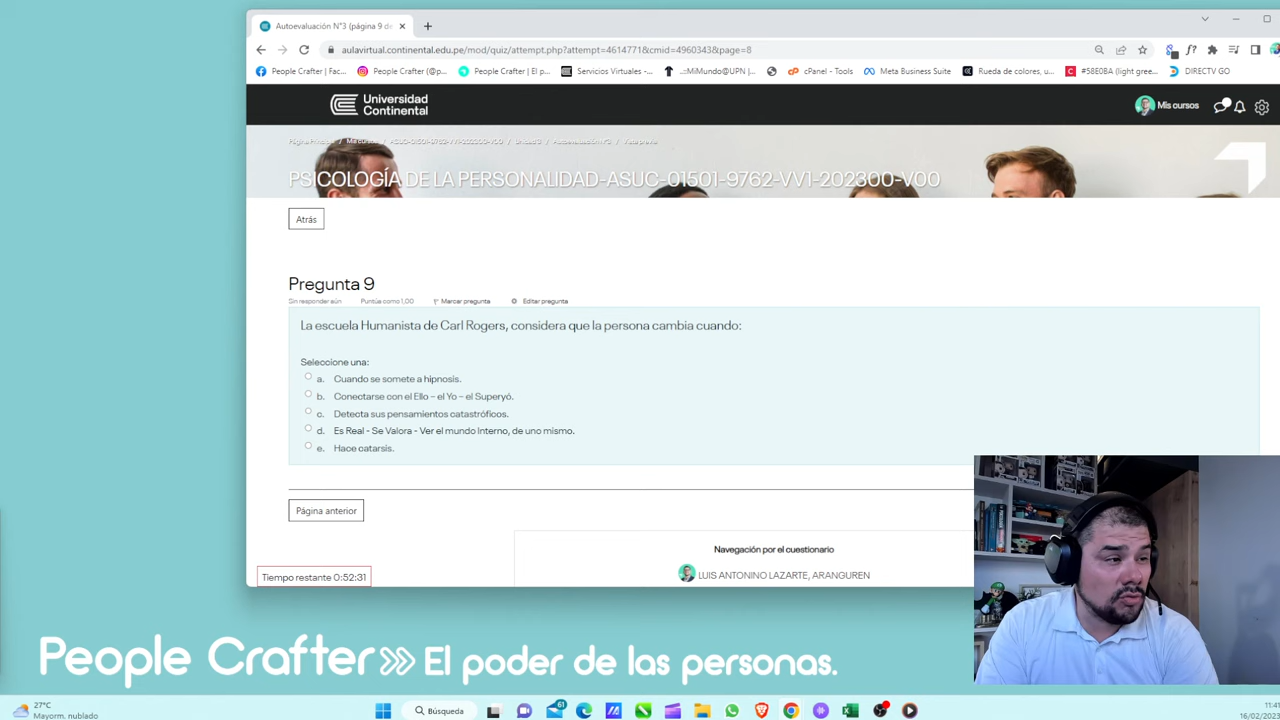 Autoevaluación N°3 (página 9 de
aulavirtual.continental.edu.pe/mod/quiz/attempt.php?attempt=4614771&cmid=4960343&page=8
People Crafter | Fac...
People Crafter (@p...
People Crafter | El p...
Servicios Virtuales -...
..::MiMundo@UPN |...
cPanel - Tools
Meta Business Suite
Rueda de colores, u...
#58E0BA (light gree...
DIRECTV GO
Universidad
Continental
Mis cursos
PSICOLOGÍA DE LA PERSONALIDAD-ASUC-01501-9762-VV1-202300-V00
Atrás
Pregunta 9
Sin responder aún Puntúa como 1,00 Marcar pregunta Editar pregunta
La escuela Humanista de Carl Rogers, considera que la persona cambia cuando:
Seleccione una:
a. Cuando se somete a hipnosis.
b. Conectarse con el Ello – el Yo – el Superyó.
c. Detecta sus pensamientos catastróficos.
d. Es Real - Se Valora - Ver el mundo Interno, de uno mismo.
e. Hace catarsis.
Página anterior
Navegación por el cuestionario
LUIS ANTONINO LAZARTE, ARANGUREN
Tiempo restante 0:52:31
People Crafter El poder de las personas.
27°C
Mayorm. nublado
Búsqueda
61
11:41
16/02/2023